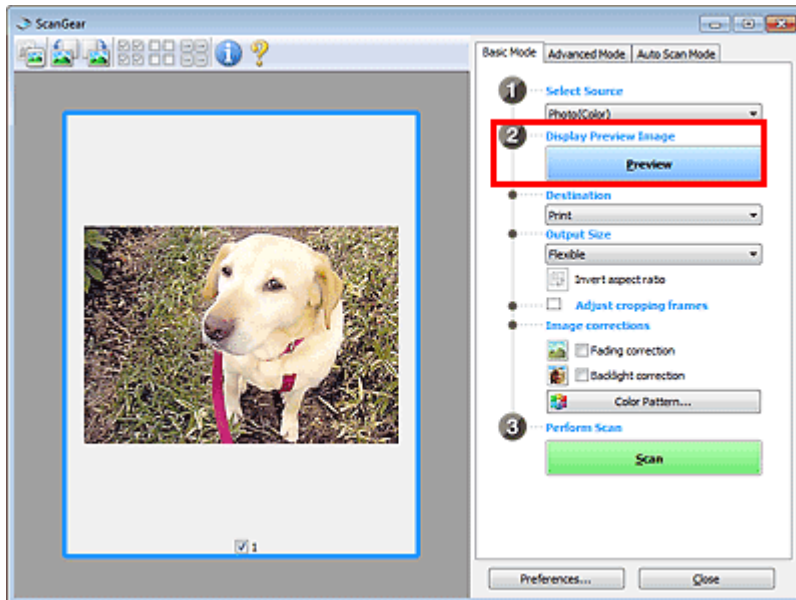 ScanGear
Basic Mode Advanced Mode Auto Scan Mode
1 Select Source
Photo(Color)
2 Display Preview Image
Preview
Destination
Print
Output Size
Flexible
Invert aspect ratio
Adjust cropping frames
Image corrections
Fading correction
Backlight correction
Color Pattern...
3 Perform Scan
Scan
1
Preferences... Close